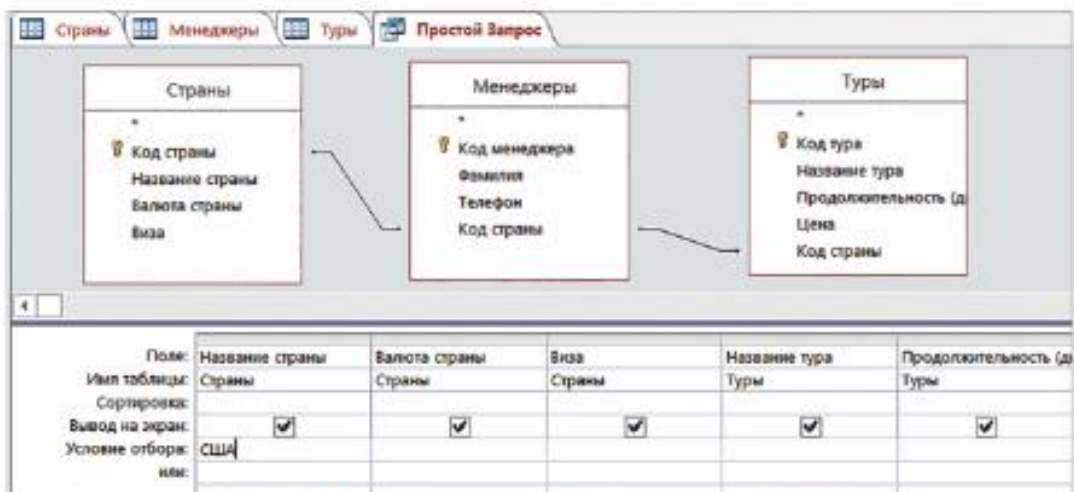 Страны Менеджеры Туры Простой Запрос
Страны
*
Код страны
Название страны
Валюта страны
Виза
Менеджеры
*
Код менеджера
Фамилия
Телефон
Код страны
Туры
*
Код тура
Название тура
Продолжительность (д
Цена
Код страны
Поле: Название страны Валюта страны Виза Название тура Продолжительность (д
Имя таблицы: Страны Страны Страны Туры Туры
Сортировка:
Вывод на экран:
Условие отбора: США
или: